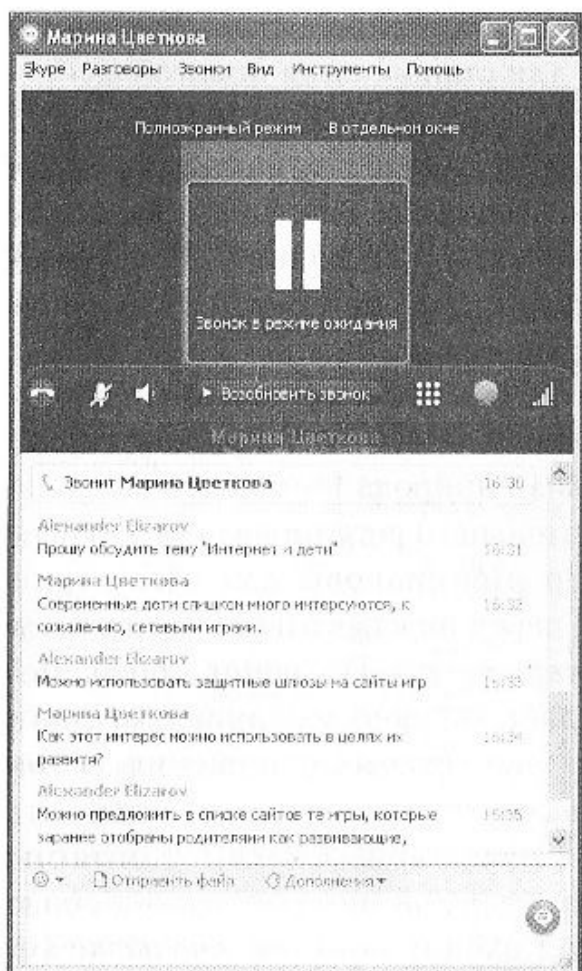 Марина Цветкова
Skype Разговоры Звонки Вид Инструменты Помощь
Полноэкранный режим В отдельном окне
Звонок в режиме ожидания
Возобновить звонок
Марина Цветкова
Звонит Марина Цветкова 16:30
Alexander Elizarov
Прошу обсудить тему "Интернет и дети" 16:31
Марина Цветкова
Современные дети слишком много интересуются, к 16:32
сожалению, сетевыми играми.
Alexander Elizarov
Можно использовать защитные шлюзы на сайты игр 16:33
Марина Цветкова
Как этот интерес можно использовать в целях их 16:34
развитя?
Alexander Elizarov
Можно предложить в списке сайтов те игры, которые 16:35
заранне отобраны родителями как развивающие,
Отправить файл Дополнения